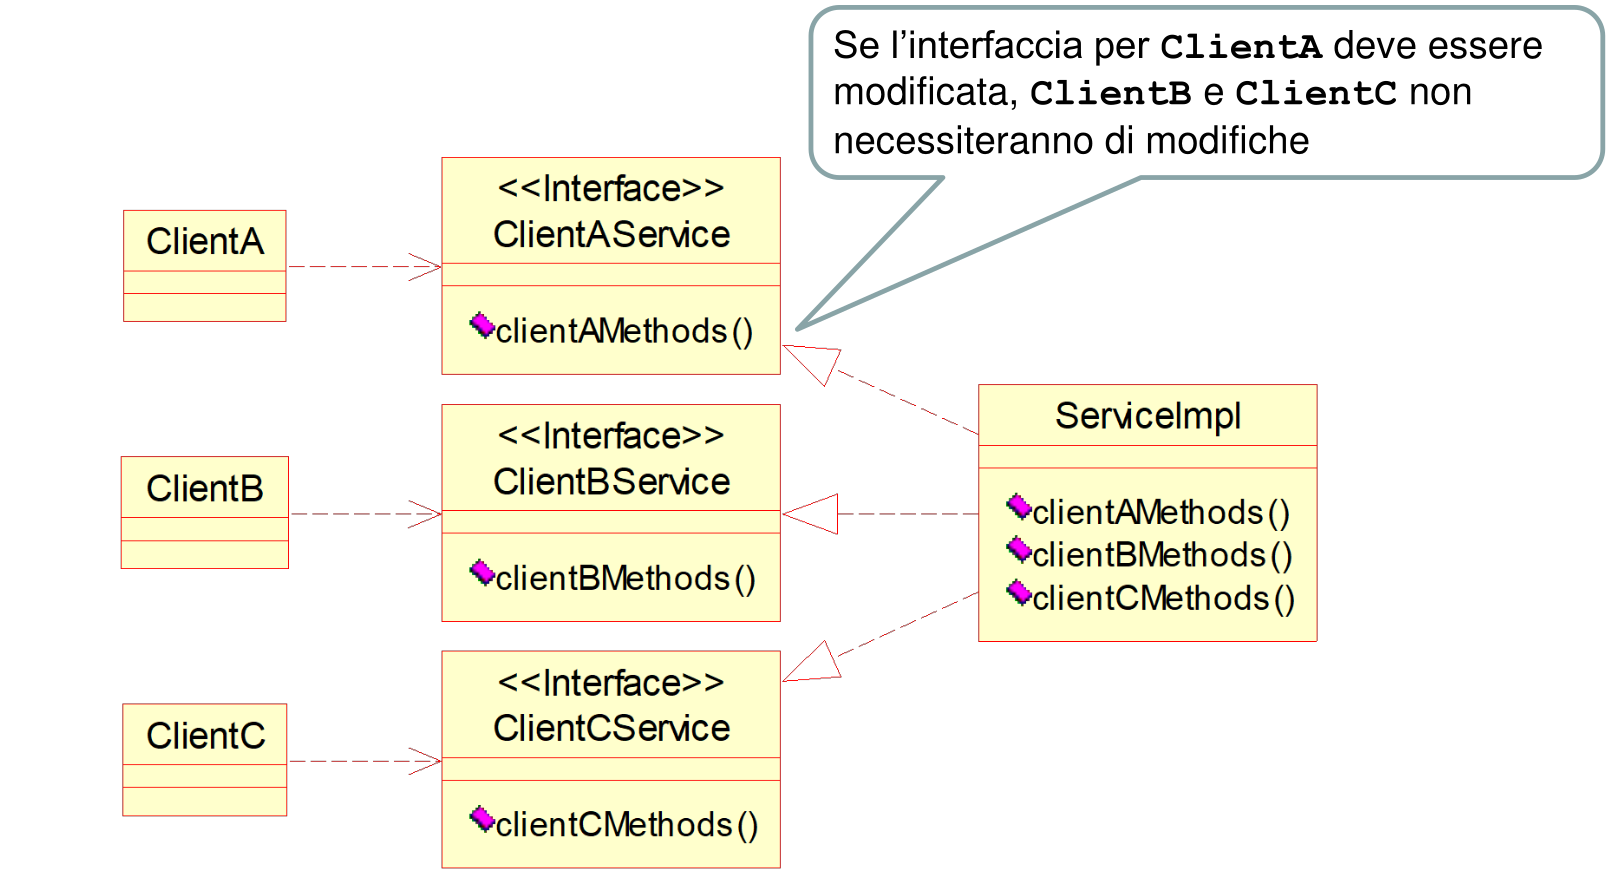 Se l’interfaccia per ClientA deve essere
modificata, ClientB e ClientC non
necessiteranno di modifiche
ClientA
<<Interface>>
ClientAService
clientAMethods()
ClientB
<<Interface>>
ClientBService
clientBMethods()
ServiceImpl
clientAMethods()
clientBMethods()
clientCMethods()
ClientC
<<Interface>>
ClientCService
clientCMethods()